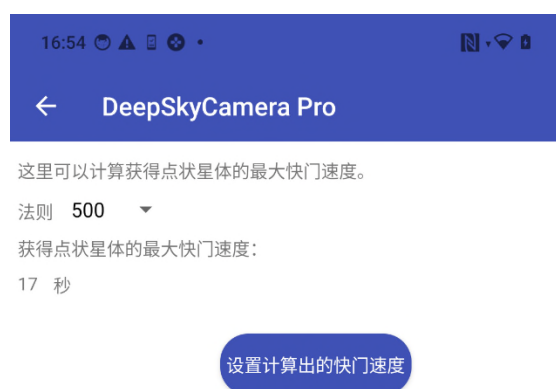 16:54
DeepSkyCamera Pro
这里可以计算获得点状星体的最大快门速度。
法则 500
获得点状星体的最大快门速度：
17 秒
设置计算出的快门速度